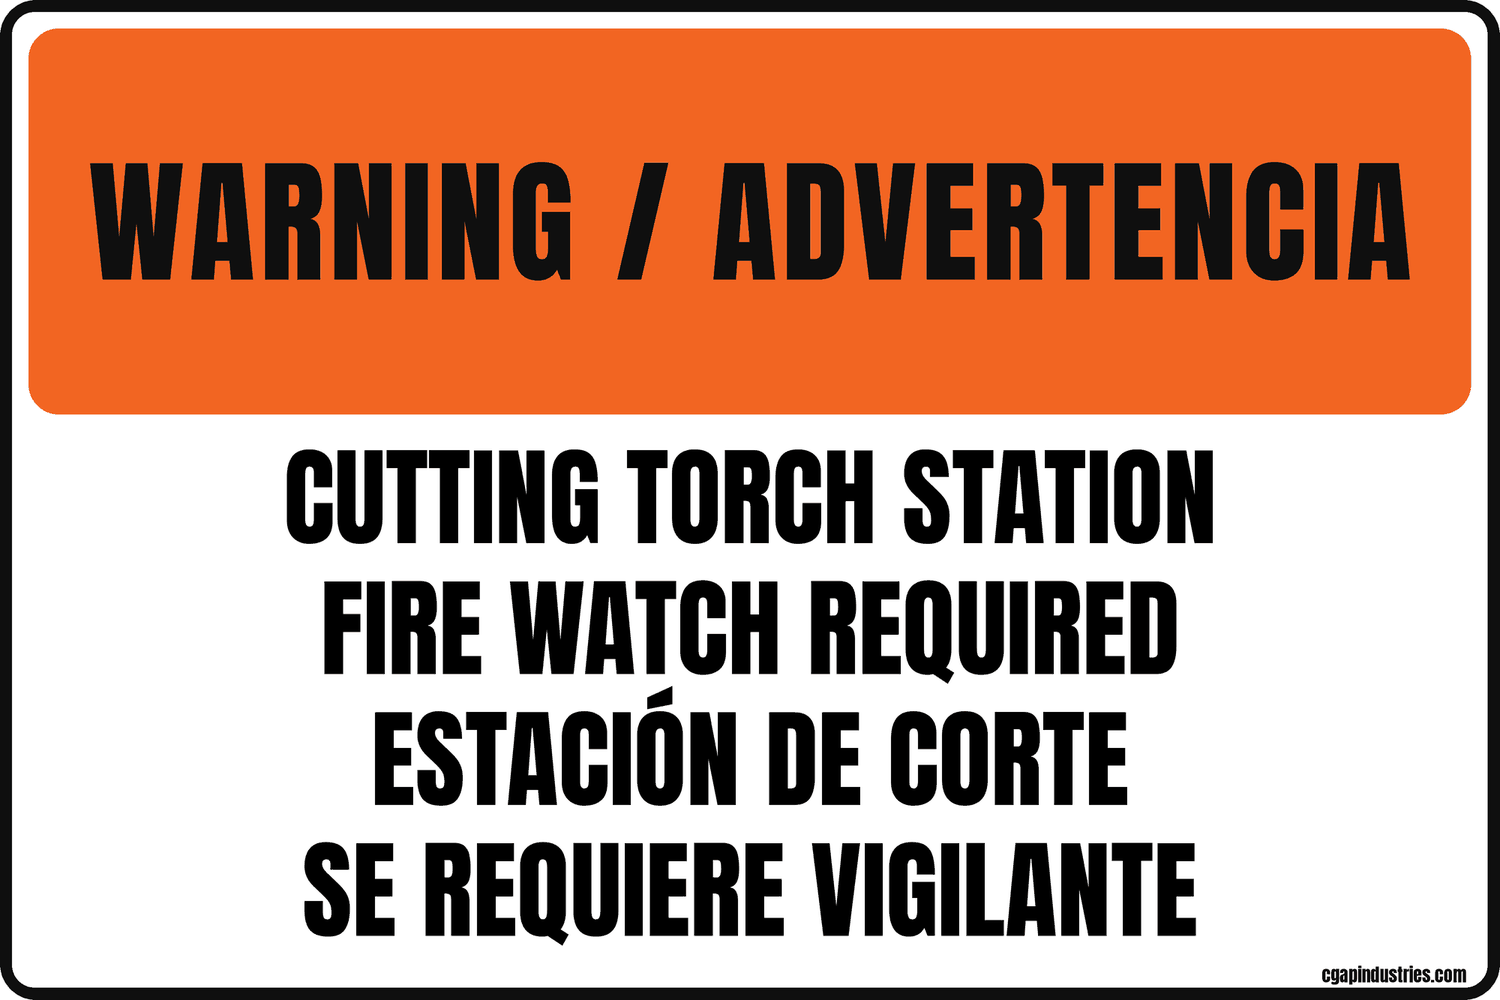 WARNING / ADVERTENCIA
CUTTING TORCH STATION
FIRE WATCH REQUIRED
ESTACIÓN DE CORTE
SE REQUIERE VIGILANTE
cgapindustries.com